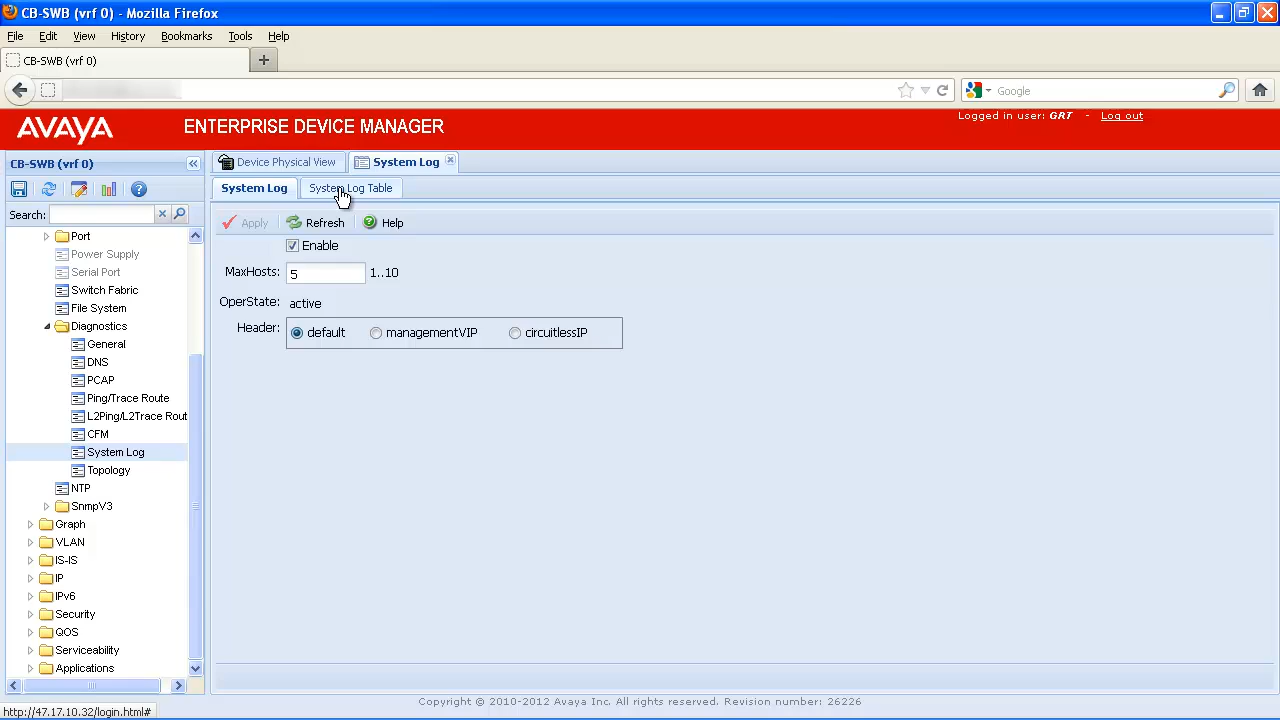 CB-SWB (vrf 0) - Mozilla Firefox
File Edit View History Bookmarks Tools Help
CB-SWB (vrf 0)
Google
AVAYA ENTERPRISE DEVICE MANAGER Logged in user: GRT - Log out
CB-SWB (vrf 0)
Device Physical View System Log
System Log System Log Table
Search:
Apply Refresh Help
Enable
MaxHosts: 5 1..10
OperState: active
Header: default managementVIP circuitlessIP
Port
Power Supply
Serial Port
Switch Fabric
File System
Diagnostics
General
DNS
PCAP
Ping/Trace Route
L2Ping/L2Trace Rout
CFM
System Log
Topology
NTP
SnmpV3
Graph
VLAN
IS-IS
IP
IPv6
Security
QOS
Serviceability
Applications
Copyright © 2010-2012 Avaya Inc. All rights reserved. Revision number: 26226
http://47.17.10.32/login.html#